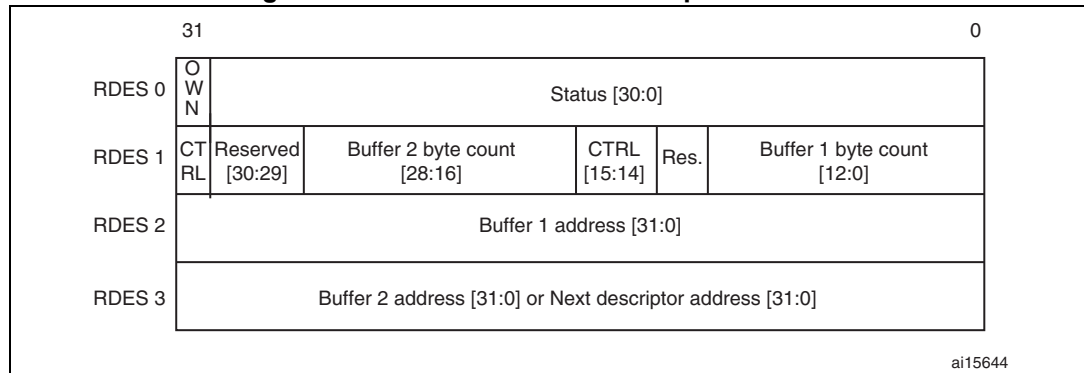 31 0
RDES 0
O
W
N
Status [30:0]
RDES 1
CT
RL
Reserved
[30:29]
Buffer 2 byte count
[28:16]
CTRL
[15:14]
Res.
Buffer 1 byte count
[12:0]
RDES 2
Buffer 1 address [31:0]
RDES 3
Buffer 2 address [31:0] or Next descriptor address [31:0]
ai15644